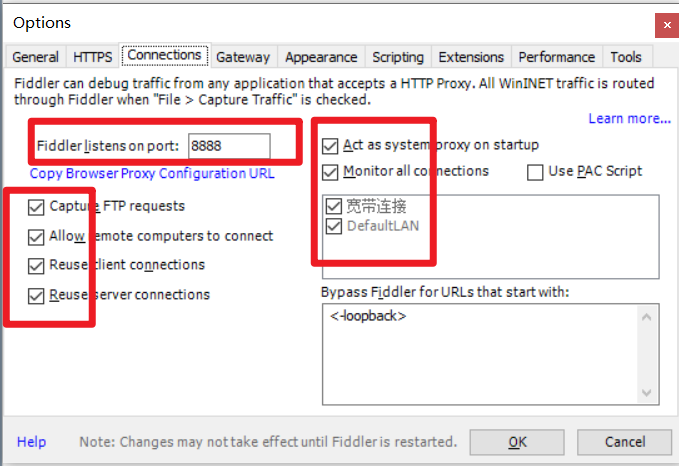 Options
General HTTPS Connections Gateway Appearance Scripting Extensions Performance Tools
Fiddler can debug traffic from any application that accepts a HTTP Proxy. All WinINET traffic is routed
through Fiddler when "File > Capture Traffic" is checked.
Learn more...
Fiddler listens on port: 8888
Copy Browser Proxy Configuration URL
Capture FTP requests
Allow remote computers to connect
Reuse client connections
Reuse server connections
Act as system proxy on startup
Monitor all connections Use PAC Script
宽带连接
DefaultLAN
Bypass Fiddler for URLs that start with:
<-loopback>
Help Note: Changes may not take effect until Fiddler is restarted. OK Cancel